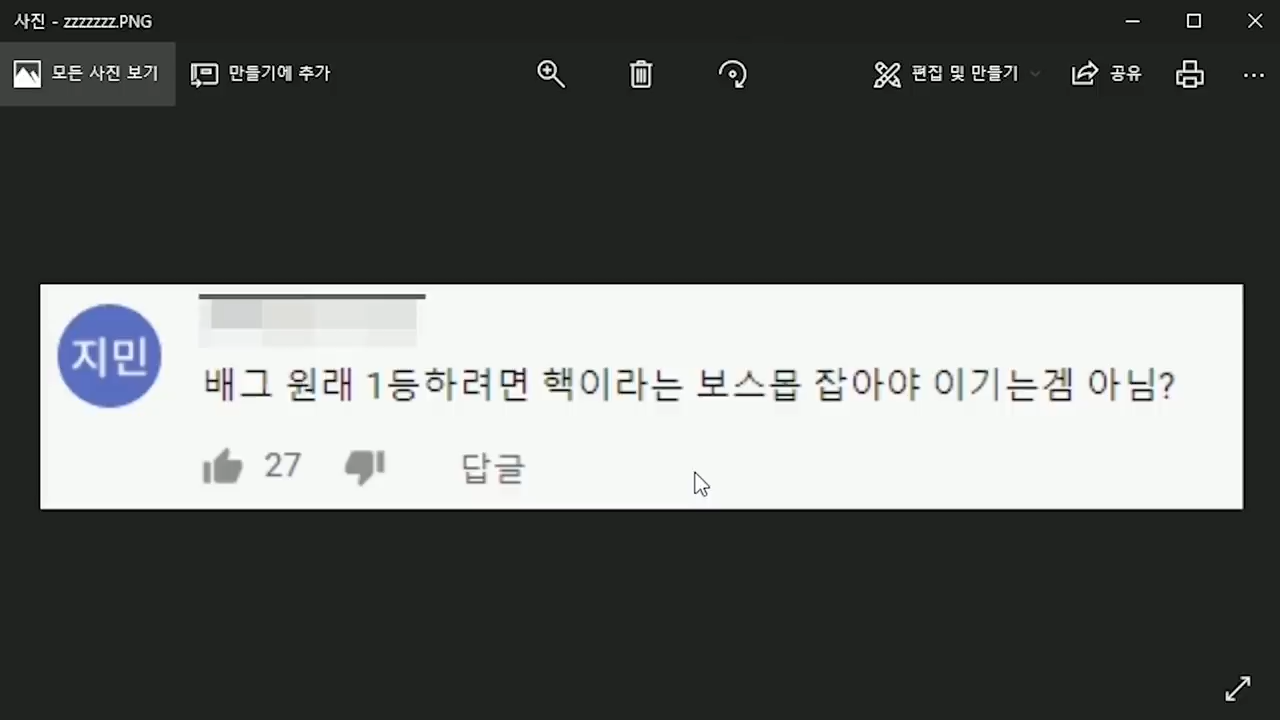 사진 - zzzzzzz.PNG
모든 사진 보기 만들기에 추가 편집 및 만들기 공유
지민
배그 원래 1등하려면 핵이라는 보스몹 잡아야 이기는겜 아님?
27 답글